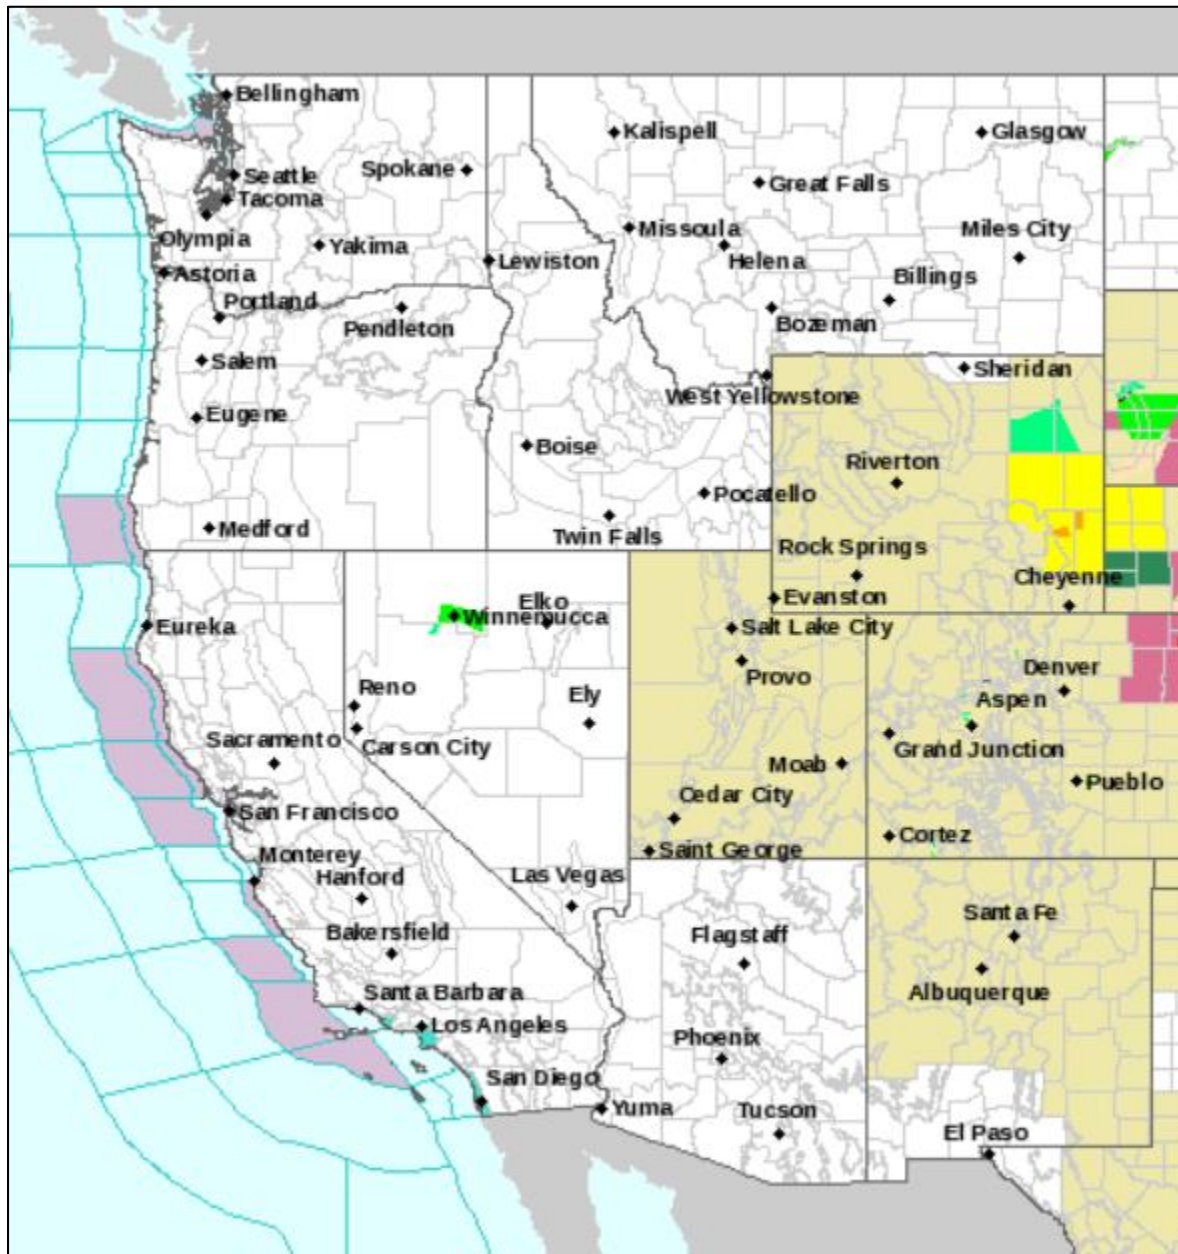 Bellingham
Kalispell
Glasgow
Spokane
Seattle
Great Falls
Tacoma
Olympia
Yakima
Missoula
Miles City
Lewiston
Helena
Astoria
Billings
Portland
Pendleton
Bozeman
Salem
Sheridan
West Yellowstone
Eugene
Boise
Riverton
Pocatello
Medford
Twin Falls
Rock Springs
Cheyenne
Elko
Evanston
Winnemucca
Eureka
Salt Lake City
Denver
Provo
Reno
Ely
Aspen
Sacramento
Carson City
Grand Junction
Moab
Pueblo
Cedar City
San Francisco
Cortez
Saint George
Monterey
Hanford
Las Vegas
Santa Fe
Bakersfield
Flagstaff
Santa Barbara
Albuquerque
Los Angeles
Phoenix
San Diego
Yuma
Tucson
El Paso